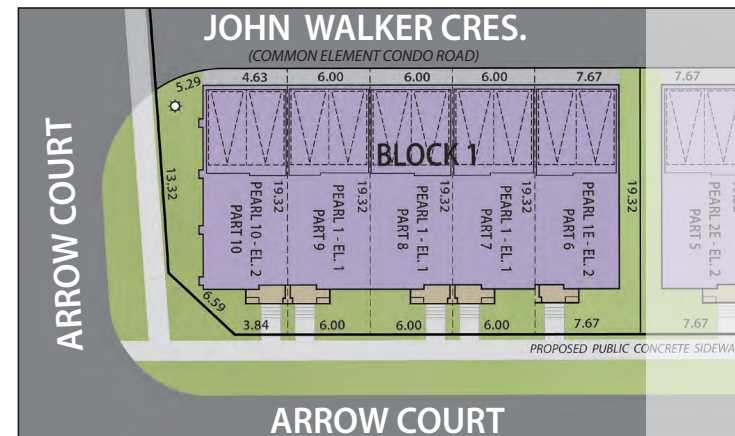 JOHN WALKER CRES.
(COMMON ELEMENT CONDO ROAD)
5.29
4.63
6.00
6.00
6.00
7.67
7.67
ARROW COURT
13.32
BLOCK 1
19.32
19.32
19.32
19.32
19.32
PEARL 10 - EL. 2
PART 10
PEARL 1 - EL. 1
PART 9
PEARL 1 - EL. 1
PART 8
PEARL 1 - EL. 1
PART 7
PEARL 1E - EL. 2
PART 6
PEARL 2E - EL. 2
PART 5
6.59
3.84
6.00
6.00
6.00
7.67
7.67
PROPOSED PUBLIC CONCRETE SIDEWA
ARROW COURT